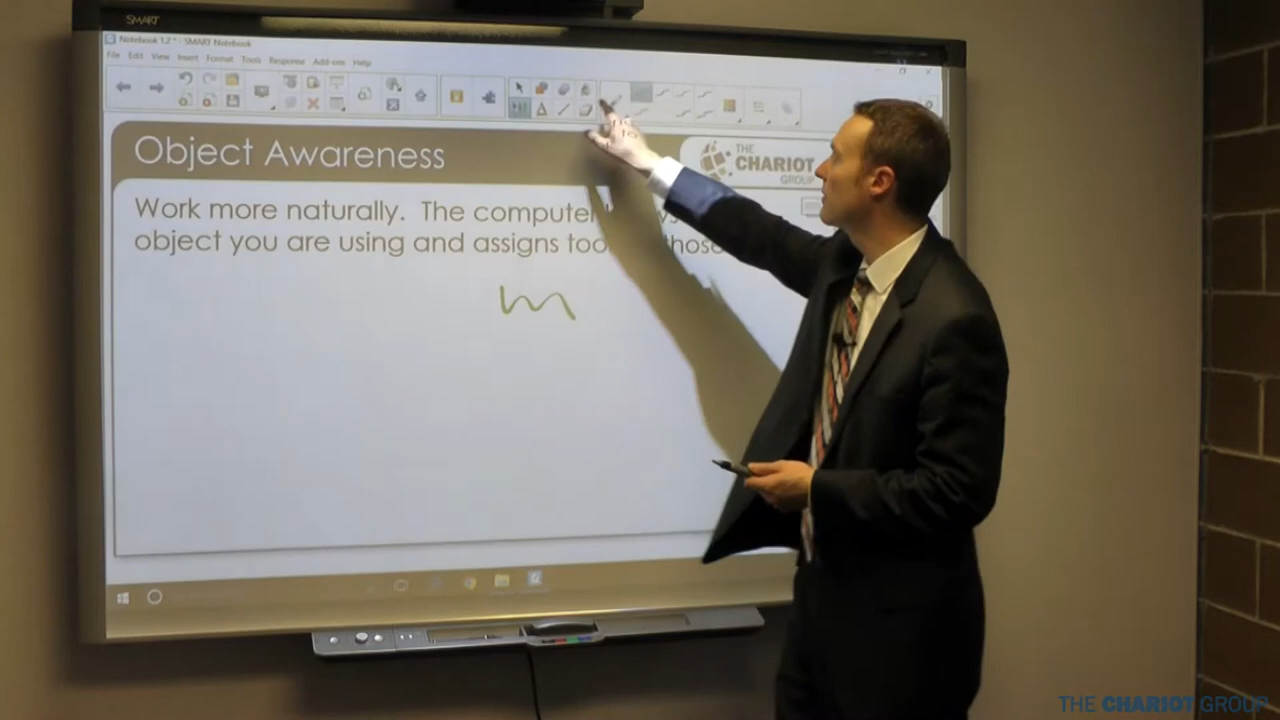 SMART
Notebook 1.2 * - SMART Notebook
File Edit View Insert Format Tools Response Add-ons Help
Object Awareness
THE
CHARIOT
GROUP
Work more naturally. The computer
object you are using and assigns those
m
THE CHARIOT GROUP